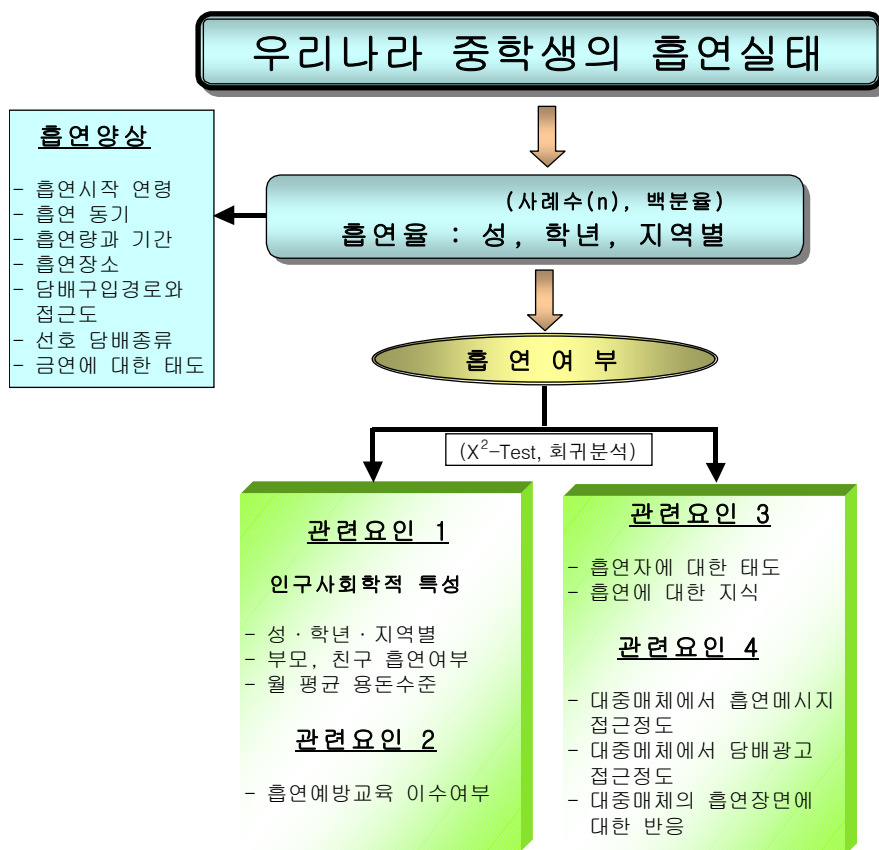 우리나라 중학생의 흡연실태
흡연양상
- 흡연시작 연령
- 흡연 동기
- 흡연량과 기간
- 흡연장소
- 담배구입경로와
접근도
- 선호 담배종류
- 금연에 대한 태도
(사례수(n), 백분율)
흡연율 : 성, 학년, 지역별
흡 연 여 부
(X²-Test, 회귀분석)
관련요인 1
인구사회학적 특성
- 성·학년·지역별
- 부모, 친구 흡연여부
- 월 평균 용돈수준
관련요인 2
- 흡연예방교육 이수여부
관련요인 3
- 흡연자에 대한 태도
- 흡연에 대한 지식
관련요인 4
- 대중매체에서 흡연메시지
접근정도
- 대중메체에서 담배광고
접근정도
- 대중매체의 흡연장면에
대한 반응